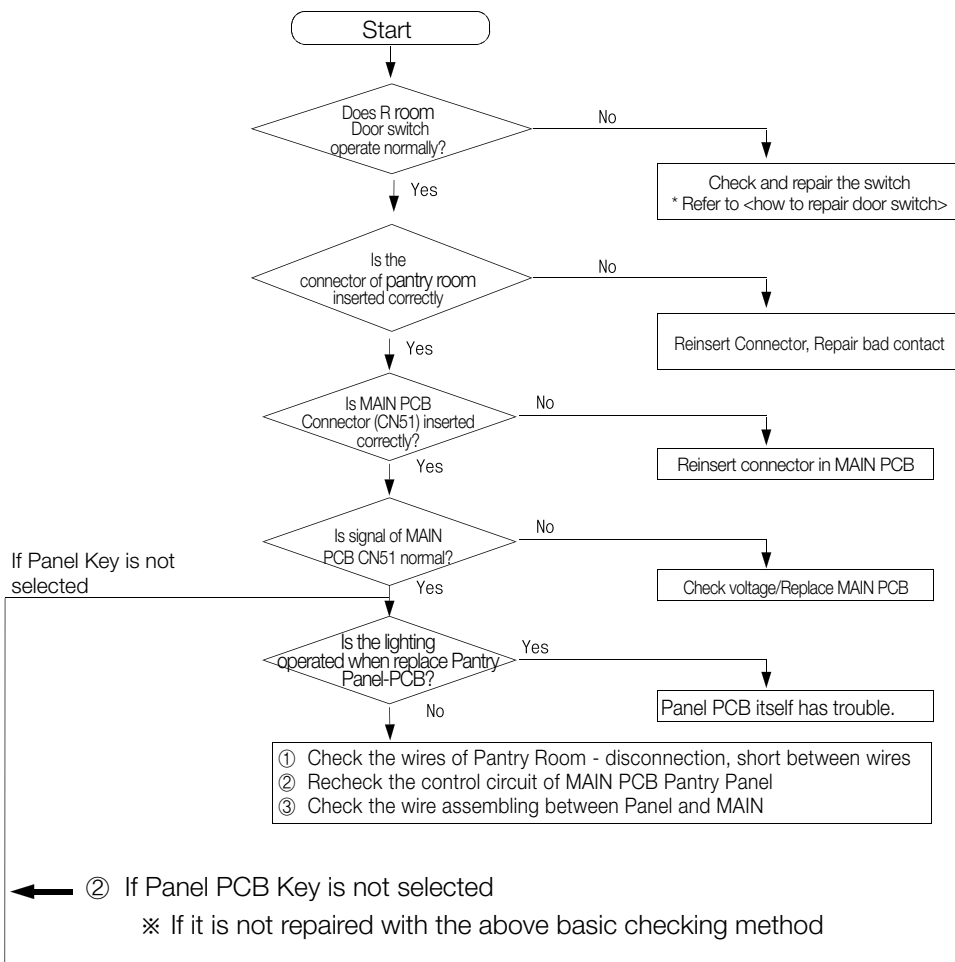 Start
Does R room
Door switch
operate normally?
No
Check and repair the switch
* Refer to <how to repair door switch>
Yes
Is the
connector of pantry room
inserted correctly
No
Reinsert Connector, Repair bad contact
Yes
Is MAIN PCB
Connector (CN51) inserted
correctly?
No
Reinsert connector in MAIN PCB
Yes
Is signal of MAIN
PCB CN51 normal?
No
Check voltage/Replace MAIN PCB
If Panel Key is not
selected
Yes
Is the lighting
operated when replace Pantry
Panel-PCB?
Yes
Panel PCB itself has trouble.
No
① Check the wires of Pantry Room - disconnection, short between wires
② Recheck the control circuit of MAIN PCB Pantry Panel
③ Check the wire assembling between Panel and MAIN
② If Panel PCB Key is not selected
※ If it is not repaired with the above basic checking method